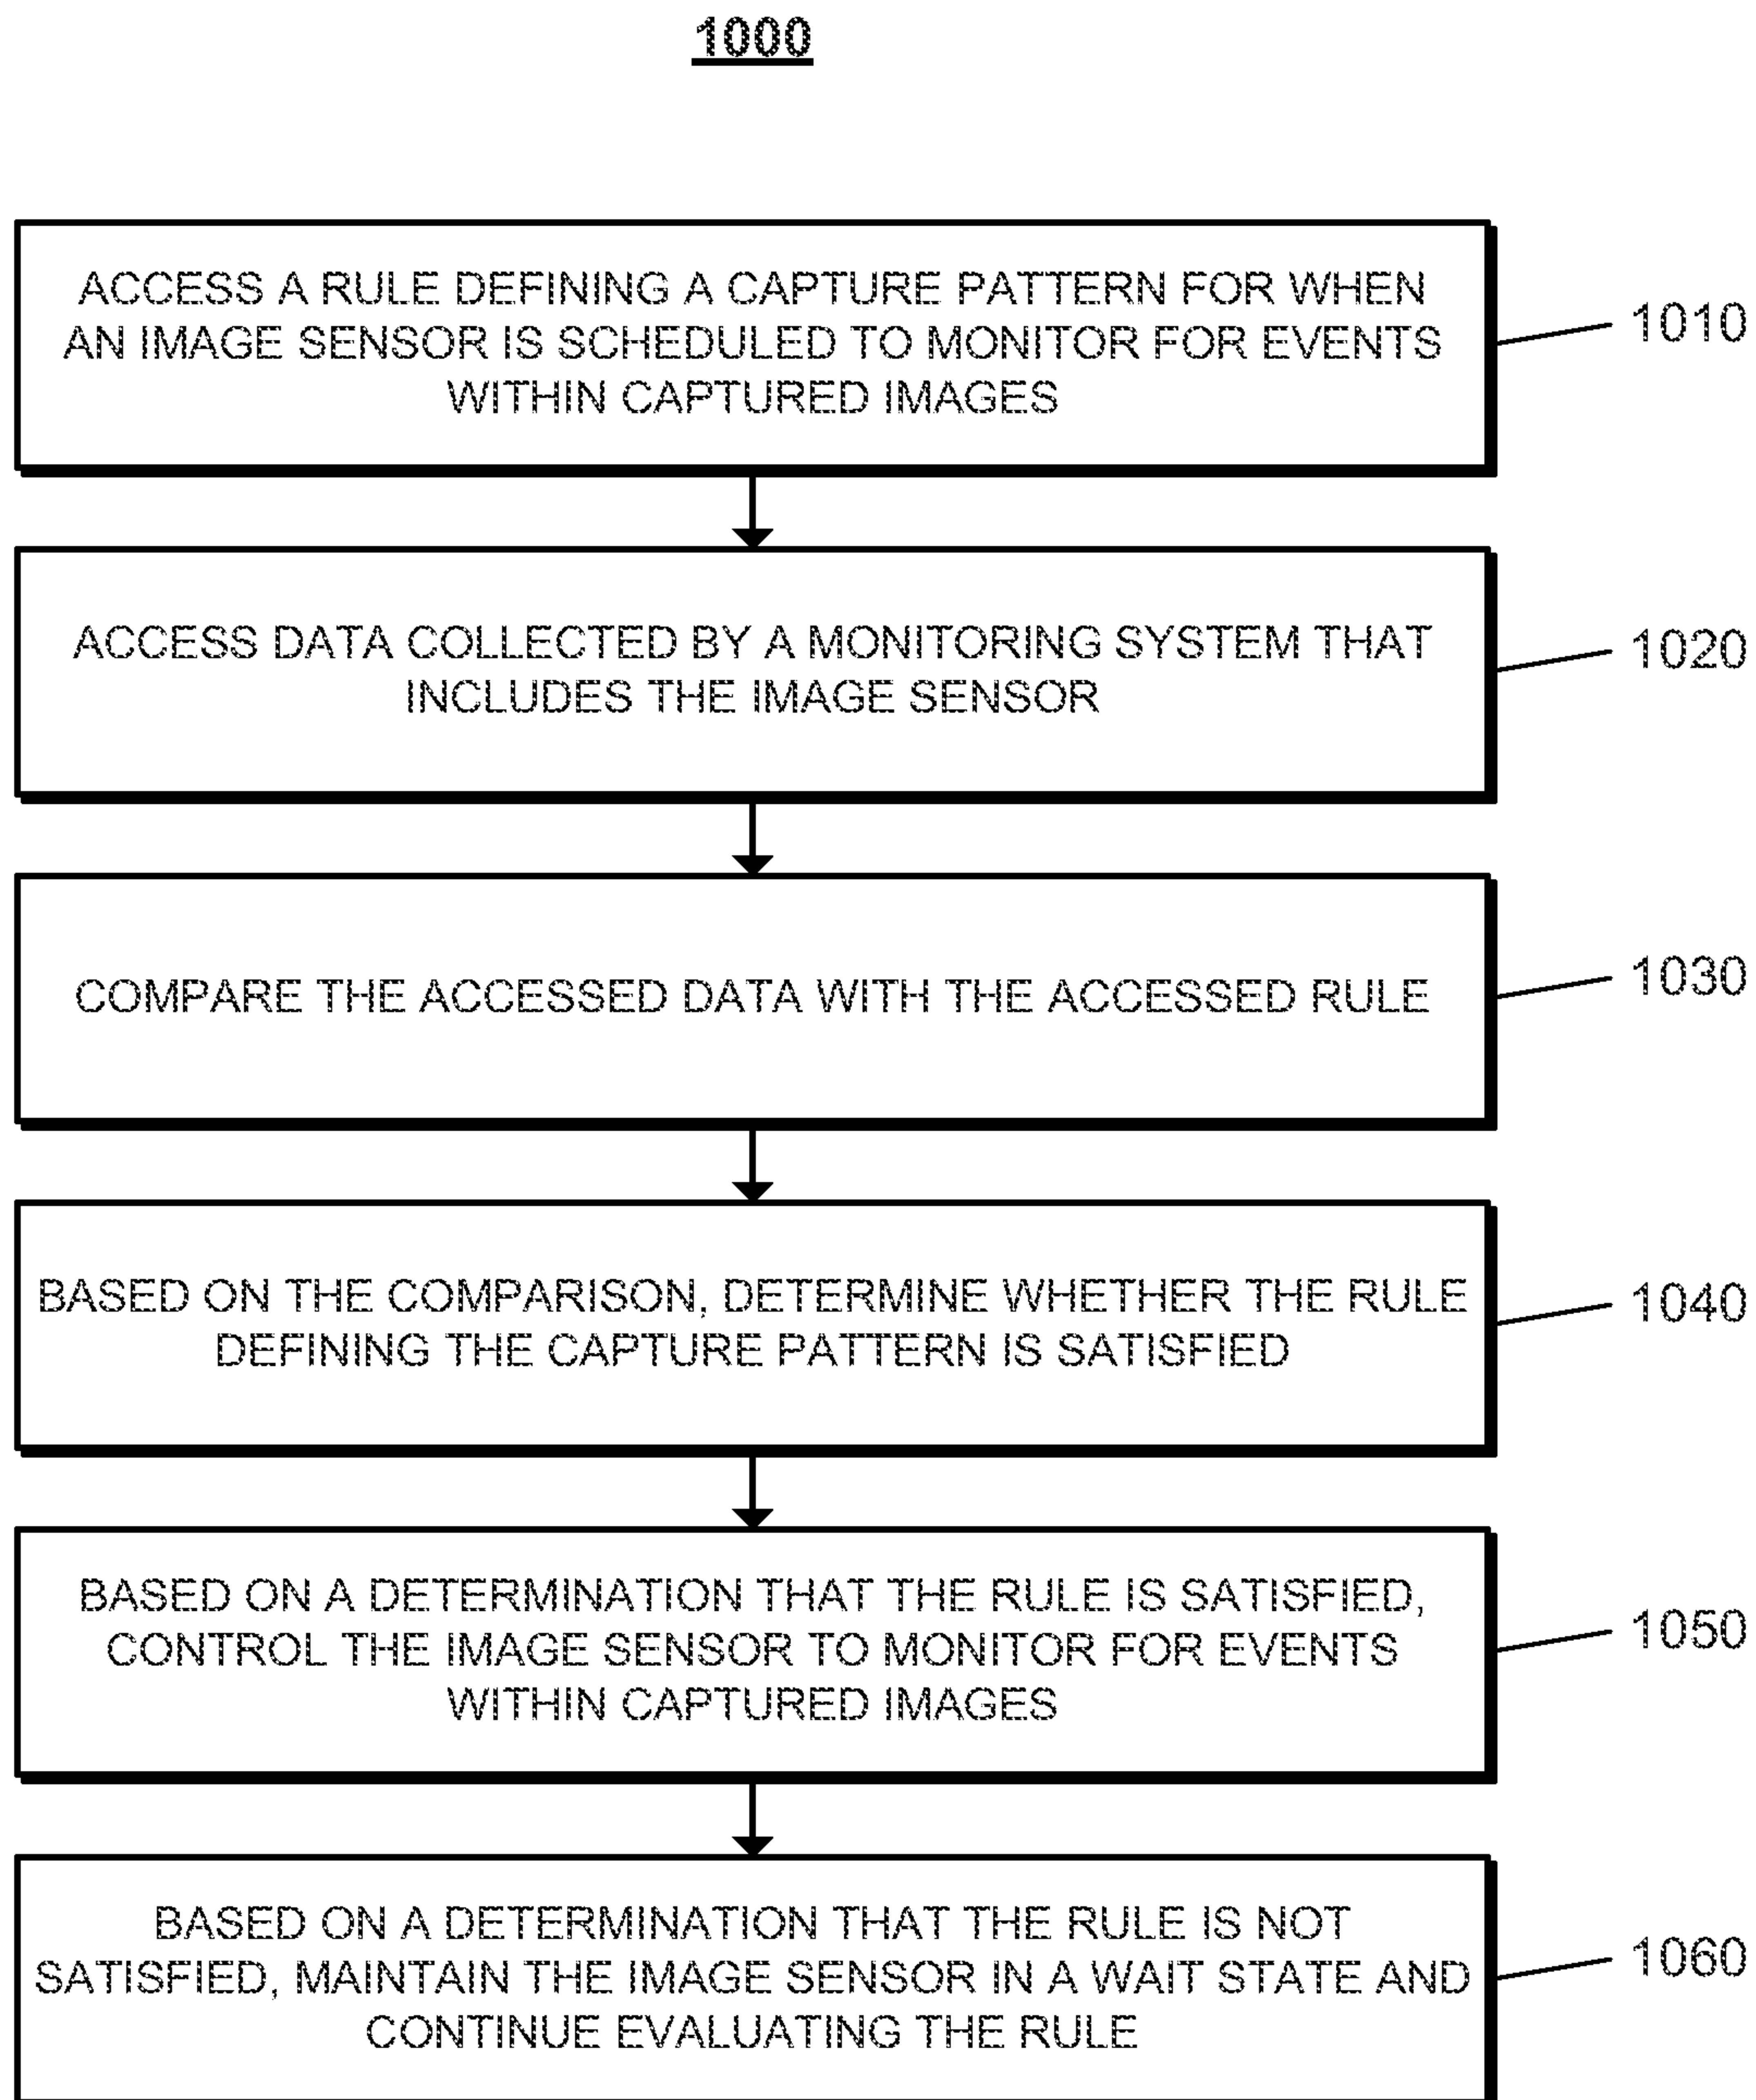 1000
ACCESS A RULE DEFINING A CAPTURE PATTERN FOR WHEN
AN IMAGE SENSOR IS SCHEDULED TO MONITOR FOR EVENTS
WITHIN CAPTURED IMAGES
1010
ACCESS DATA COLLECTED BY A MONITORING SYSTEM THAT
INCLUDES THE IMAGE SENSOR
1020
COMPARE THE ACCESSED DATA WITH THE ACCESSED RULE
1030
BASED ON THE COMPARISON, DETERMINE WHETHER THE RULE
DEFINING THE CAPTURE PATTERN IS SATISFIED
1040
BASED ON A DETERMINATION THAT THE RULE IS SATISFIED,
CONTROL THE IMAGE SENSOR TO MONITOR FOR EVENTS
WITHIN CAPTURED IMAGES
1050
BASED ON A DETERMINATION THAT THE RULE IS NOT
SATISFIED, MAINTAIN THE IMAGE SENSOR IN A WAIT STATE AND
CONTINUE EVALUATING THE RULE
1060